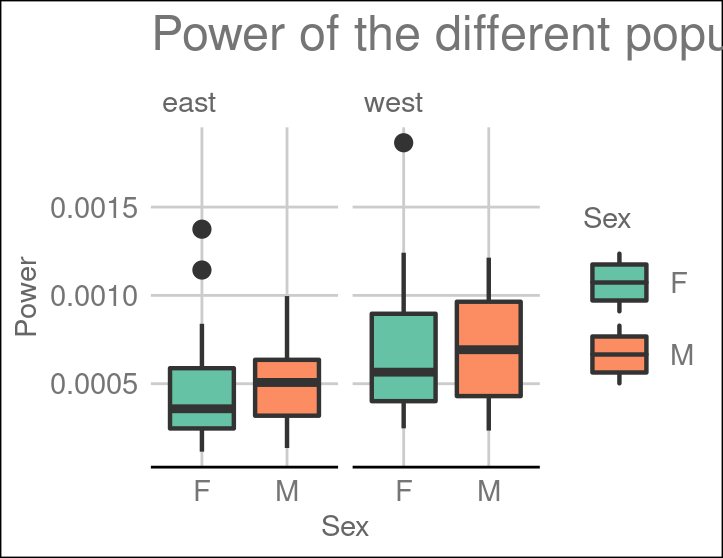 Power of the different popu
east west
0.0015
0.0010
0.0005
Power
F M F M
Sex
Sex
F
M